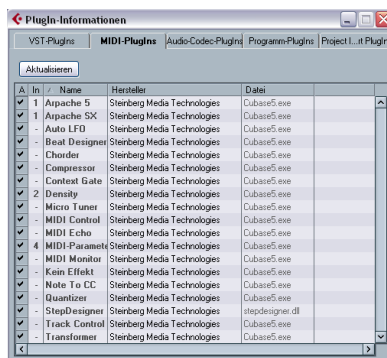 PlugIn-Informationen
VST-PlugIns MIDI-PlugIns Audio-Codec-PlugIns Programm-PlugIns Project I...rt PlugIn
Aktualisieren
A In Name Hersteller Datei
1 Arpache 5 Steinberg Media Technologies Cubase5.exe
1 Arpache SX Steinberg Media Technologies Cubase5.exe
- Auto LFO Steinberg Media Technologies Cubase5.exe
- Beat Designer Steinberg Media Technologies Cubase5.exe
- Chorder Steinberg Media Technologies Cubase5.exe
- Compressor Steinberg Media Technologies Cubase5.exe
- Context Gate Steinberg Media Technologies Cubase5.exe
2 Density Steinberg Media Technologies Cubase5.exe
- Micro Tuner Steinberg Media Technologies Cubase5.exe
- MIDI Control Steinberg Media Technologies Cubase5.exe
- MIDI Echo Steinberg Media Technologies Cubase5.exe
4 MIDI-Paramete Steinberg Media Technologies Cubase5.exe
- MIDI Monitor Steinberg Media Technologies Cubase5.exe
- Kein Effekt Steinberg Media Technologies Cubase5.exe
- Note To CC Steinberg Media Technologies Cubase5.exe
- Quantizer Steinberg Media Technologies Cubase5.exe
- StepDesigner Steinberg Media Technologies stepdesigner.dll
- Track Control Steinberg Media Technologies Cubase5.exe
- Transformer Steinberg Media Technologies Cubase5.exe